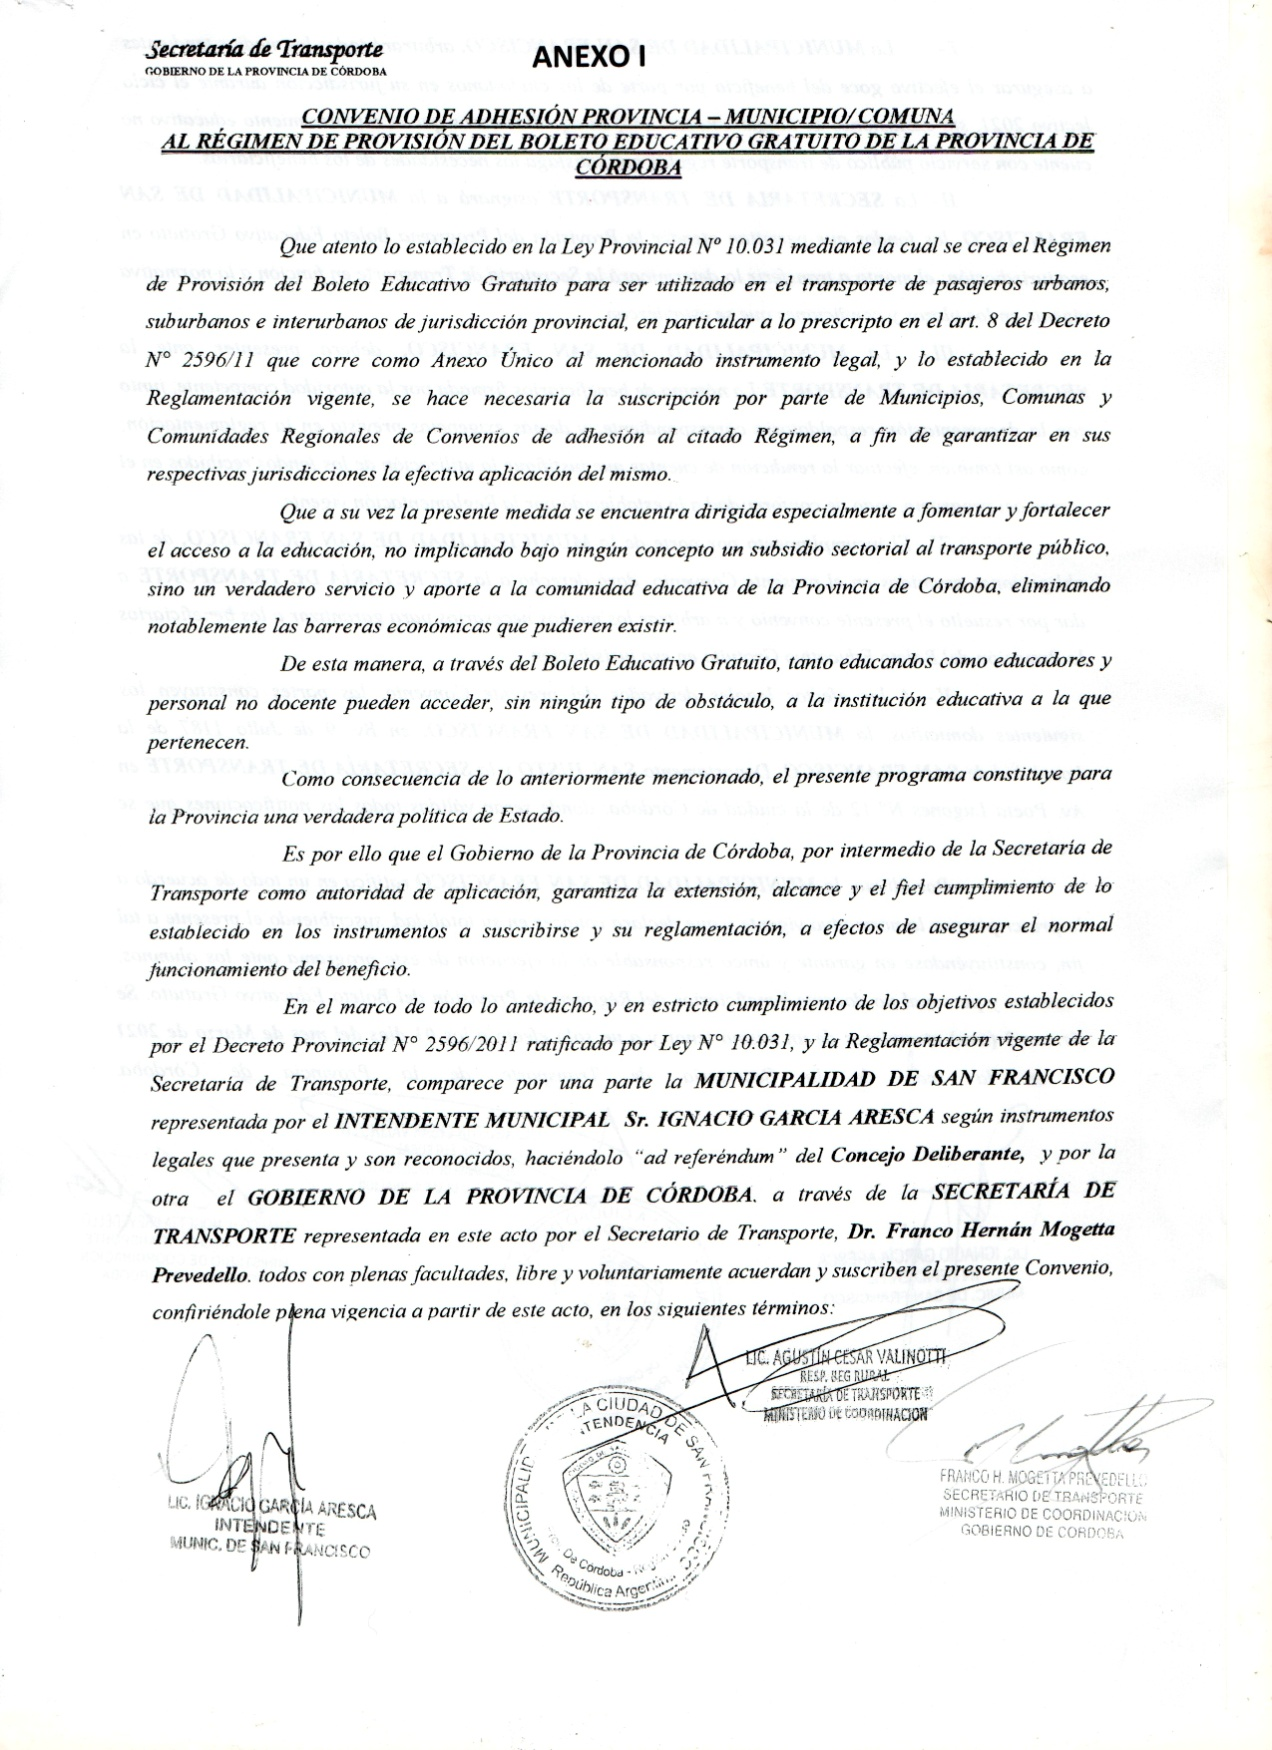 Secretaría de Transporte
GOBIERNO DE LA PROVINCIA DE CÓRDOBA
ANEXO I
CONVENIO DE ADHESIÓN PROVINCIA – MUNICIPIO/ COMUNA
AL RÉGIMEN DE PROVISIÓN DEL BOLETO EDUCATIVO GRATUITO DE LA PROVINCIA DE
CÓRDOBA
Que atento lo establecido en la Ley Provincial Nº 10.031 mediante la cual se crea el Régimen
de Provisión del Boleto Educativo Gratuito para ser utilizado en el transporte de pasajeros urbanos,
suburbanos e interurbanos de jurisdicción provincial, en particular a lo prescripto en el art. 8 del Decreto
N° 2596/11 que corre como Anexo Único al mencionado instrumento legal, y lo establecido en la
Reglamentación vigente, se hace necesaria la suscripción por parte de Municipios, Comunas y
Comunidades Regionales de Convenios de adhesión al citado Régimen, a fin de garantizar en sus
respectivas jurisdicciones la efectiva aplicación del mismo.
Que a su vez la presente medida se encuentra dirigida especialmente a fomentar y fortalecer
el acceso a la educación, no implicando bajo ningún concepto un subsidio sectorial al transporte público,
sino un verdadero servicio y aporte a la comunidad educativa de la Provincia de Córdoba, eliminando
notablemente las barreras económicas que pudieren existir.
De esta manera, a través del Boleto Educativo Gratuito, tanto educandos como educadores y
personal no docente pueden acceder, sin ningún tipo de obstáculo, a la institución educativa a la que
pertenecen.
Como consecuencia de lo anteriormente mencionado, el presente programa constituye para
la Provincia una verdadera política de Estado.
Es por ello que el Gobierno de la Provincia de Córdoba, por intermedio de la Secretaría de
Transporte como autoridad de aplicación, garantiza la extensión, alcance y el fiel cumplimiento de lo
establecido en los instrumentos a suscribirse y su reglamentación, a efectos de asegurar el normal
funcionamiento del beneficio.
En el marco de todo lo antedicho, y en estricto cumplimiento de los objetivos establecidos
por el Decreto Provincial N° 2596/2011 ratificado por Ley N° 10.031, y la Reglamentación vigente de la
Secretaría de Transporte, comparece por una parte la MUNICIPALIDAD DE SAN FRANCISCO
representada por el INTENDENTE MUNICIPAL Sr. IGNACIO GARCIA ARESCA según instrumentos
legales que presenta y son reconocidos, haciéndolo "ad referéndum" del Concejo Deliberante, y por la
otra el GOBIERNO DE LA PROVINCIA DE CÓRDOBA. a través de la SECRETARÍA DE
TRANSPORTE representada en este acto por el Secretario de Transporte, Dr. Franco Hernán Mogetta
Prevedello. todos con plenas facultades, libre y voluntariamente acuerdan y suscriben el presente Convenio,
confiriéndole plena vigencia a partir de este acto, en los siguientes términos:
LIC. AGUSTÍN CESAR VALINOTTI
RESP. REG RURAL
SECRETARÍA DE TRANSPORTE
MINISTERIO DE COORDINACION
FRANCO H. MOGETTA PREVEDELLO
SECRETARIO DE TRANSPORTE
MINISTERIO DE COORDINACION
GOBIERNO DE CORDOBA
LIC. IGNACIO GARCÍA ARESCA
INTENDENTE
MUNIC. DE SAN FRANCISCO
LA CIUDAD DE SAN
INTENDENCIA
De Córdoba